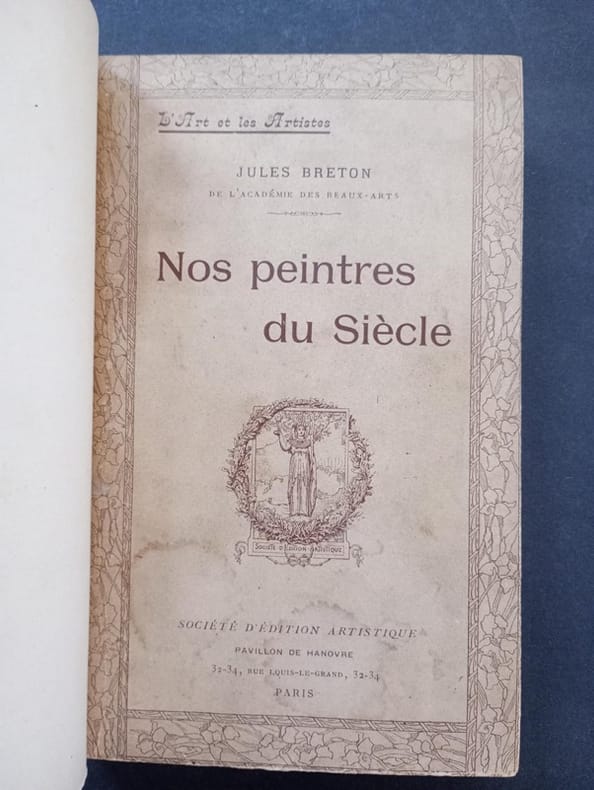 L'Art et les Artistes
JULES BRETON
DE L'ACADÉMIE DES BEAUX-ARTS
Nos peintres
du Siècle
SOCIÉTÉ D'ÉDITION ARTISTIQUE
SOCIÉTÉ D'ÉDITION ARTISTIQUE
PAVILLON DE HANOVRE
32-34, RUE LOUIS-LE-GRAND, 32-34
PARIS